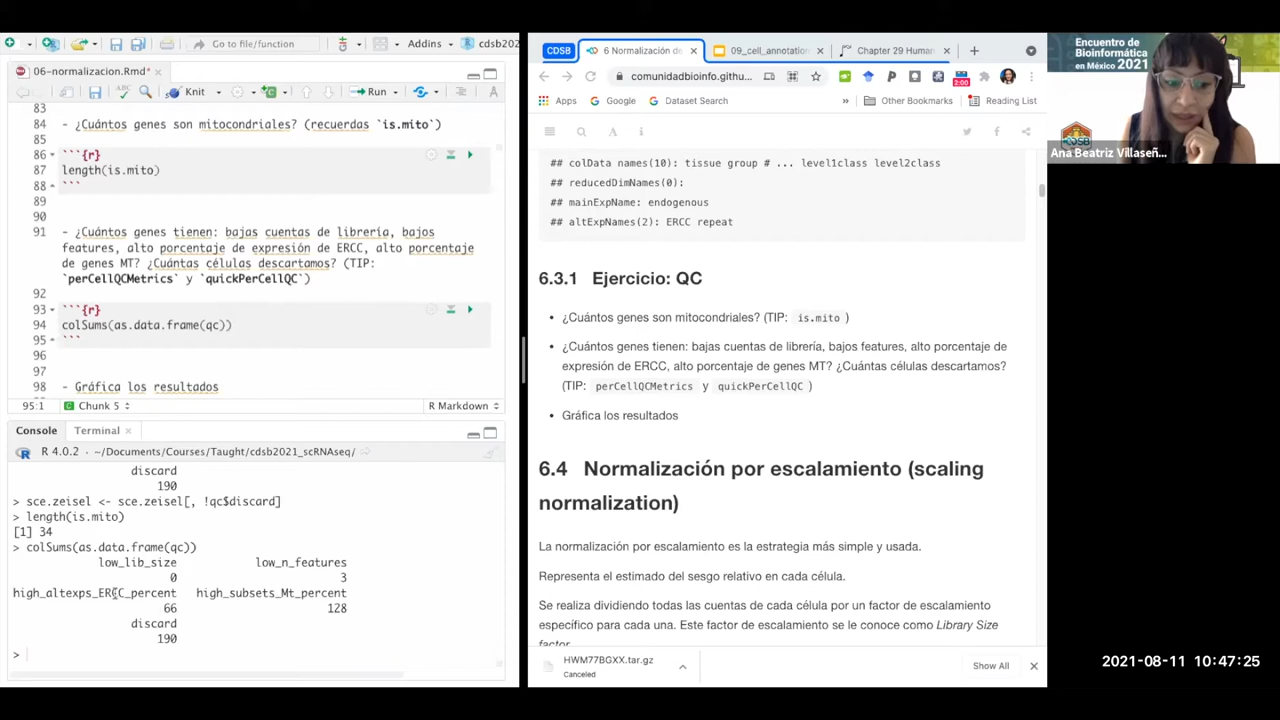 Go to file/function
Addins
cdsb202
06-normalizacion.Rmd*
Knit
Run
83
84 - ¿Cuántos genes son mitocondriales? (recuerdas `is.mito`)
85
86 ```{r}
87 length(is.mito)
88 ```
89
90
91 - ¿Cuántos genes tienen: bajas cuentas de librería, bajos
features, alto porcentaje de expresión de ERCC, alto porcentaje
de genes MT? ¿Cuántas células descartamos? (TIP:
`perCellQCMetrics` y `quickPerCellQC`)
92
93 ```{r}
94 colSums(as.data.frame(qc))
95 ```
96
97
98 - Gráfica los resultados
95:1 Chunk 5 R Markdown
Console Terminal
R 4.0.2 · ~/Documents/Courses/Taught/cdsb2021_scRNAseq/
discard
190
> sce.zeisel <- sce.zeisel[, !qc$discard]
> length(is.mito)
[1] 34
> colSums(as.data.frame(qc))
low_lib_size low_n_features
0 3
high_altexps_ERCC_percent high_subsets_Mt_percent
66 128
discard
190
>
CDSB 6 Normalización de 09_cell_annotation Chapter 29 Human
comunidadbioinfo.githu...
2:00
Apps Google Dataset Search » Other Bookmarks Reading List
## colData names(10): tissue group # ... level1class level2class
## reducedDimNames(0):
## mainExpName: endogenous
## altExpNames(2): ERCC repeat
6.3.1 Ejercicio: QC
• ¿Cuántos genes son mitocondriales? (TIP: is.mito )
• ¿Cuántos genes tienen: bajas cuentas de librería, bajos features, alto porcentaje de
expresión de ERCC, alto porcentaje de genes MT? ¿Cuántas células descartamos?
(TIP: perCellQCMetrics y quickPerCellQC )
• Gráfica los resultados
6.4 Normalización por escalamiento (scaling
normalization)
La normalización por escalamiento es la estrategia más simple y usada.
Representa el estimado del sesgo relativo en cada célula.
Se realiza dividiendo todas las cuentas de cada célula por un factor de escalamiento
específico para cada una. Este factor de escalamiento se le conoce como Library Size
factor
HWM77BGXX.tar.gz
Canceled
Show All
Encuentro de
Bioinformática
en México 2021
CDSB
Ana Beatriz Villaseñ...
2021-08-11 10:47:25